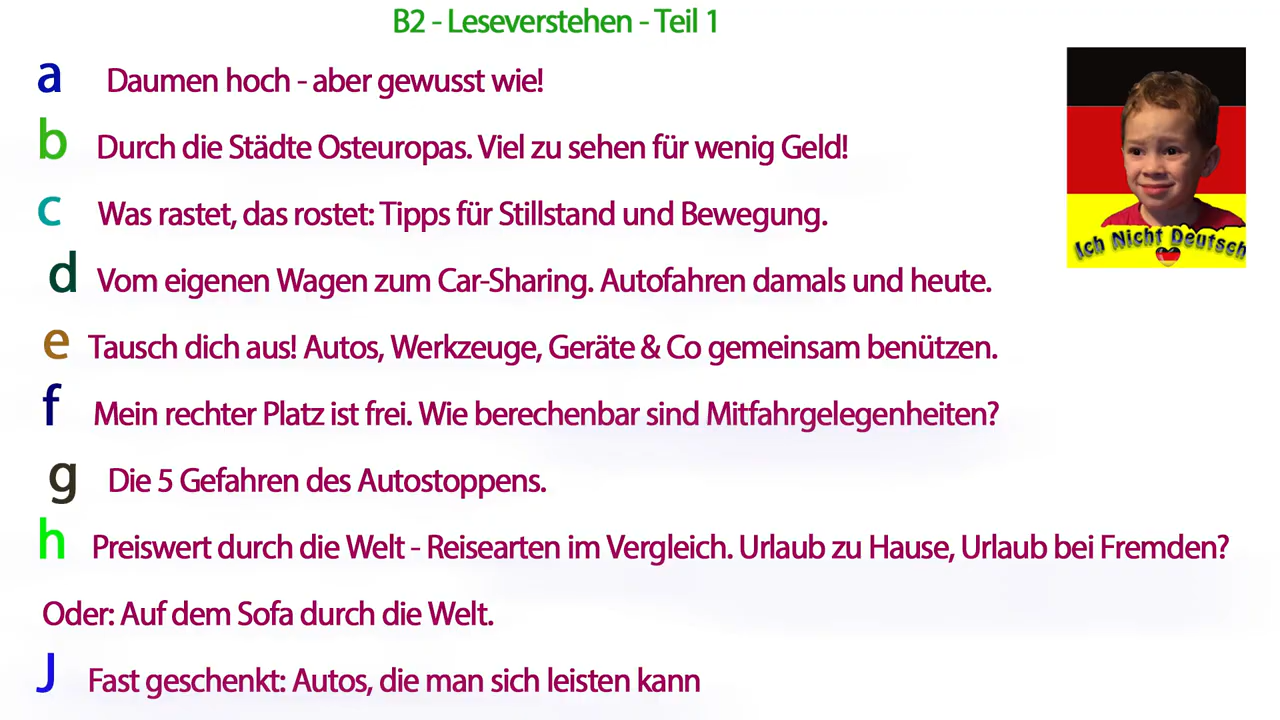 B2 - Leseverstehen - Teil 1
a Daumen hoch - aber gewusst wie!
b Durch die Städte Osteuropas. Viel zu sehen für wenig Geld!
c Was rastet, das rostet: Tipps für Stillstand und Bewegung.
d Vom eigenen Wagen zum Car-Sharing. Autofahren damals und heute.
Ich Nicht Deutsch
e Tausch dich aus! Autos, Werkzeuge, Geräte & Co gemeinsam benützen.
f Mein rechter Platz ist frei. Wie berechenbar sind Mitfahrgelegenheiten?
g Die 5 Gefahren des Autostoppens.
h Preiswert durch die Welt - Reisearten im Vergleich. Urlaub zu Hause, Urlaub bei Fremden?
Oder: Auf dem Sofa durch die Welt.
J Fast geschenkt: Autos, die man sich leisten kann